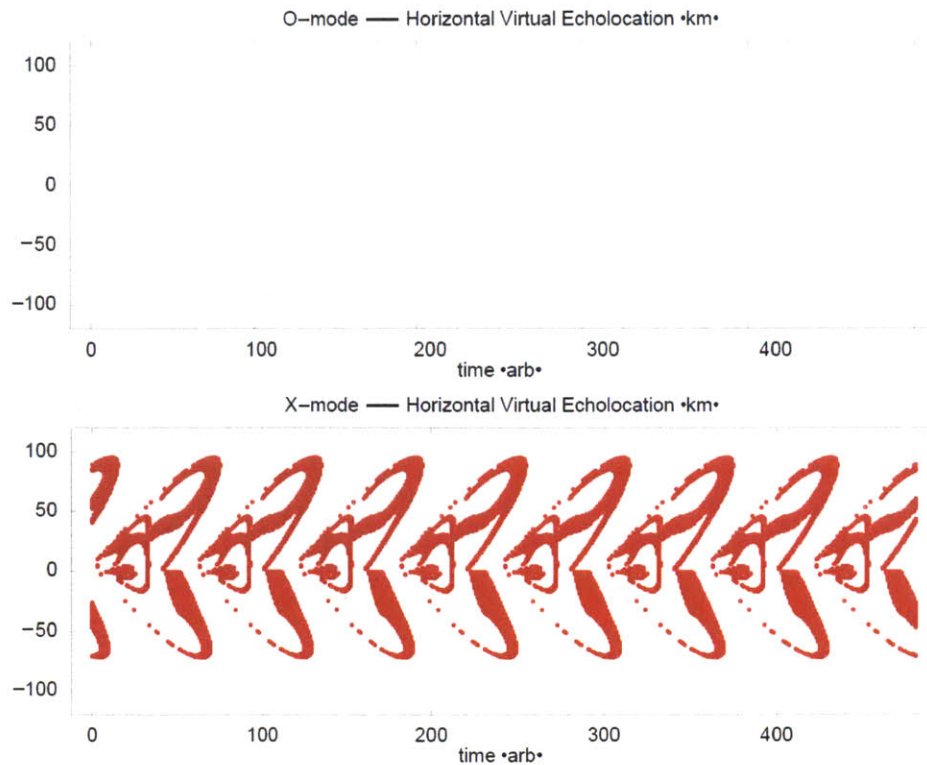 O−mode — Horizontal Virtual Echolocation •km•
100
50
0
−50
−100
0 100 200 300 400
time •arb•
X−mode — Horizontal Virtual Echolocation •km•
100
50
0
−50
−100
0 100 200 300 400
time •arb•